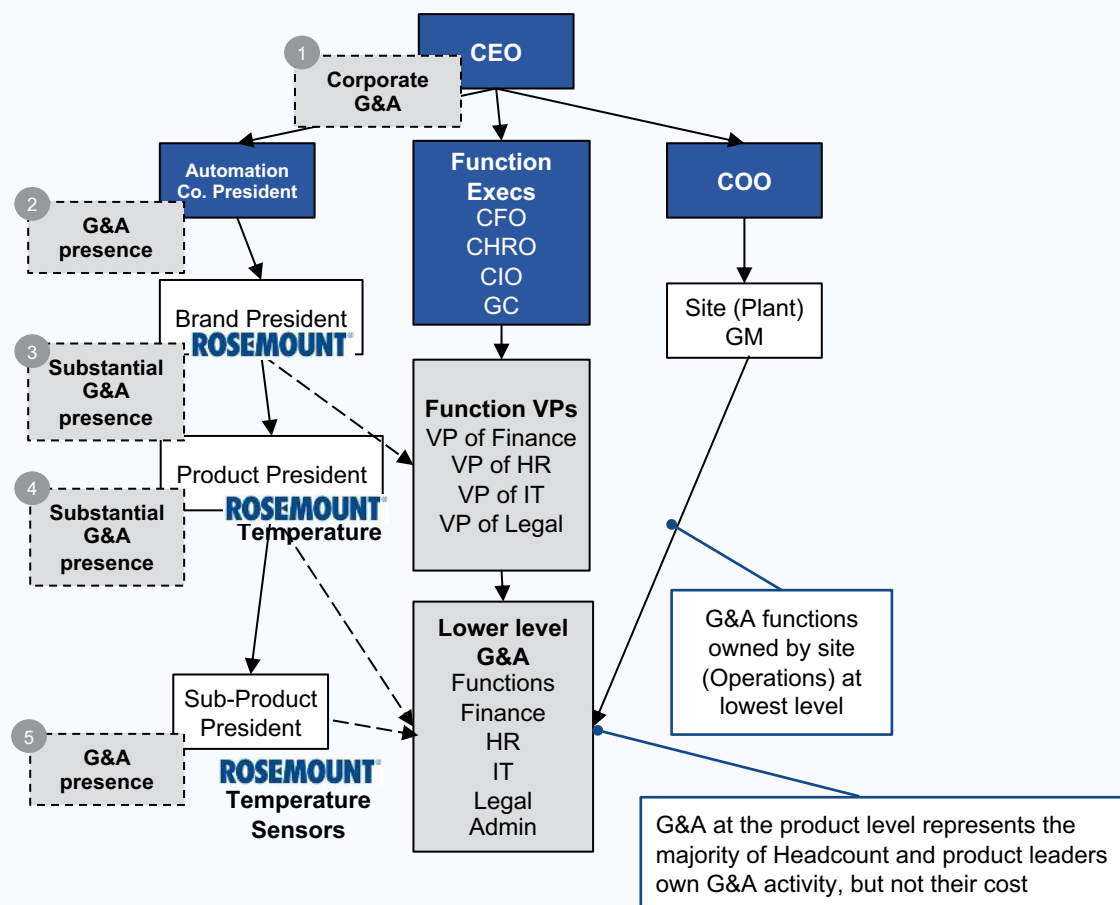 1
CEO
Corporate
G&A
Automation
Co. President
Function
Execs
CFO
CHRO
CIO
GC
COO
2
G&A
presence
Brand President
ROSEMOUNT®
Site (Plant)
GM
3
Substantial
G&A
presence
Function VPs
VP of Finance
VP of HR
VP of IT
VP of Legal
Product President
ROSEMOUNT®
Temperature
4
Substantial
G&A
presence
G&A functions
owned by site
(Operations) at
lowest level
Lower level
G&A
Functions
Finance
HR
IT
Legal
Admin
Sub-Product
President
5
G&A
presence
ROSEMOUNT®
Temperature
Sensors
G&A at the product level represents the
majority of Headcount and product leaders
own G&A activity, but not their cost